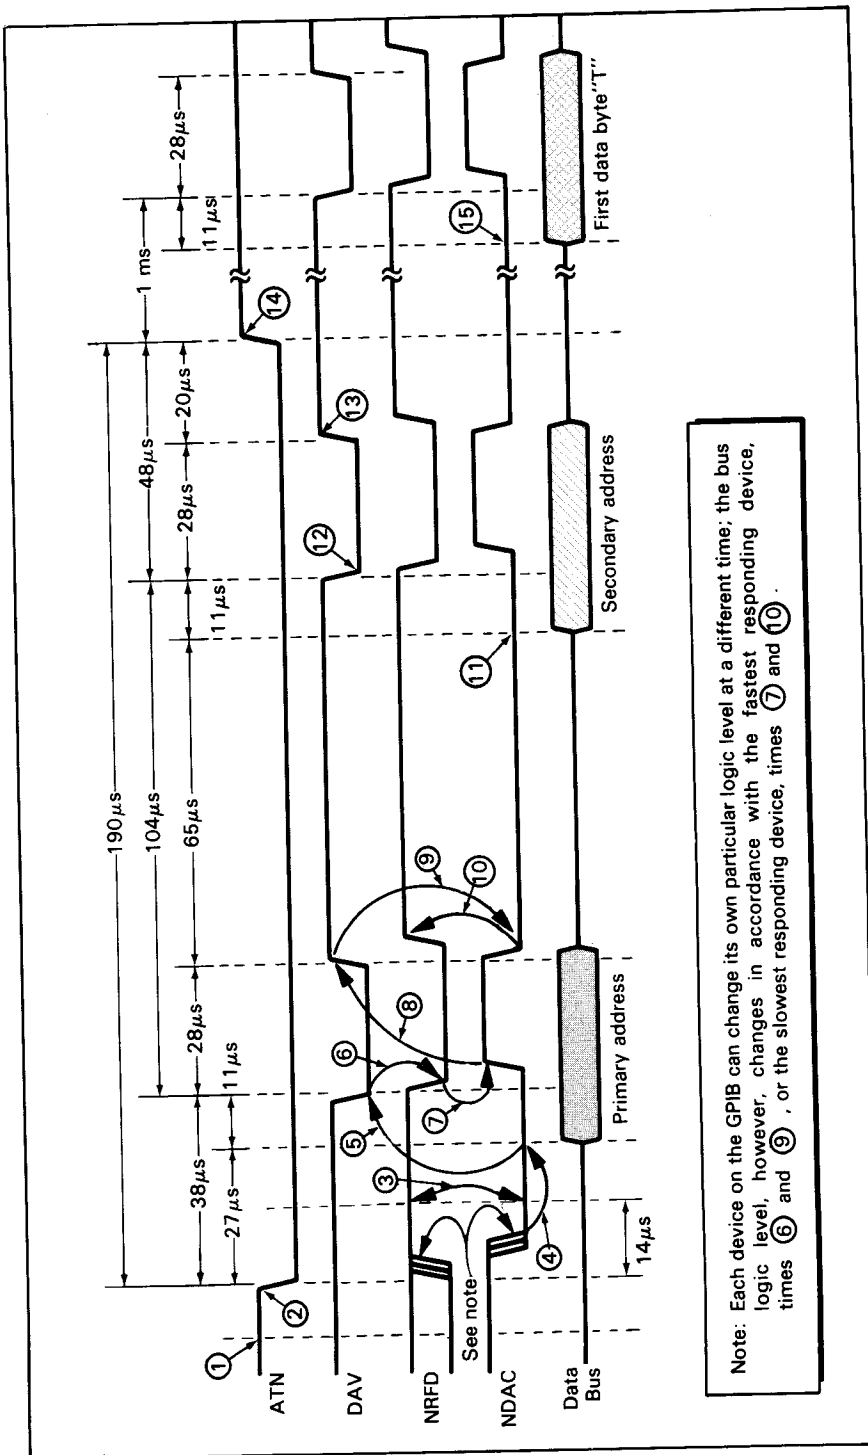 190μs
1 ms
104μs
48μs
38μs
28μs
65μs
28μs
20μs
28μs
27μs
11μs
11μs
11μs
① ② ⑭
ATN
⑤ ⑥ ⑧ ⑨ ⑫ ⑬
DAV
③ ⑦ ⑩
NRFD
See note
④ ⑪ ⑮
NDAC
14μs
Data
Bus
Primary address
Secondary address
First data byte"T"
Note: Each device on the GPIB can change its own particular logic level at a different time; the bus
logic level, however, changes in accordance with the fastest responding device,
times ⑥ and ⑨ , or the slowest responding device, times ⑦ and ⑩ .